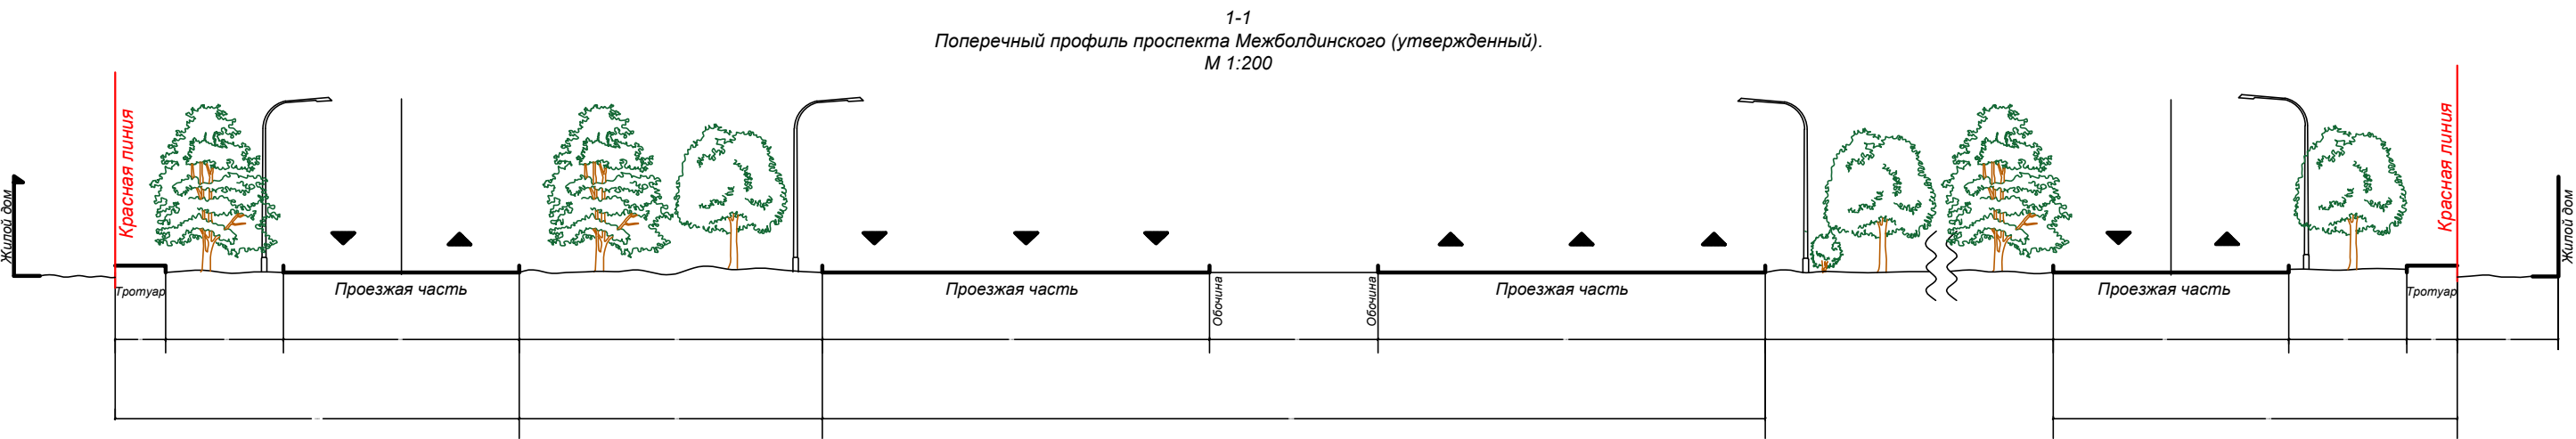 1-1
Поперечный профиль проспекта Межболдинского (утвержденный).
М 1:200
Жилой дом
Красная линия
Тротуар
Проезжая часть
Проезжая часть
Обочина
Обочина
Проезжая часть
Проезжая часть
Тротуар
Красная линия
Жилой дом